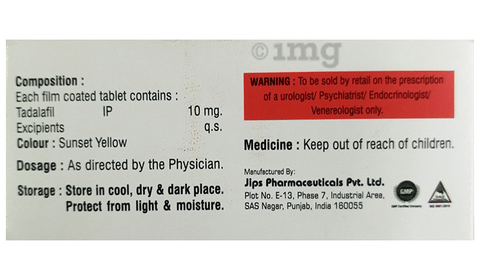 ©1mg
Composition :
Each film coated tablet contains :
Tadalafil IP 10 mg.
Excipients q.s.
Colour : Sunset Yellow
Dosage : As directed by the Physician.
Storage : Store in cool, dry & dark place.
Protect from light & moisture.
WARNING : To be sold by retail on the prescription
of a urologist/ Psychiatrist/ Endocrinologist/
Venereologist only.
Medicine : Keep out of reach of children.
Manufactured By :
Jips Pharmaceuticals Pvt. Ltd.
Plot No. E-13, Phase 7, Industrial Area,
SAS Nagar, Punjab, India 160055
GMP